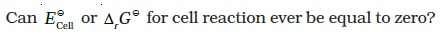 Can E⊖Cell or ΔrG⊖ for cell reaction ever be equal to zero?